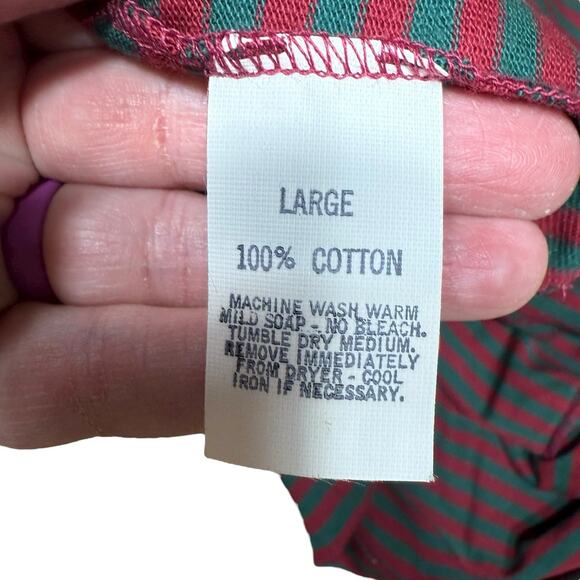 LARGE
100% COTTON
MACHINE WASH WARM
MILD SOAP - NO BLEACH.
TUMBLE DRY MEDIUM.
REMOVE IMMEDIATELY
FROM DRYER - COOL
IRON IF NECESSARY.